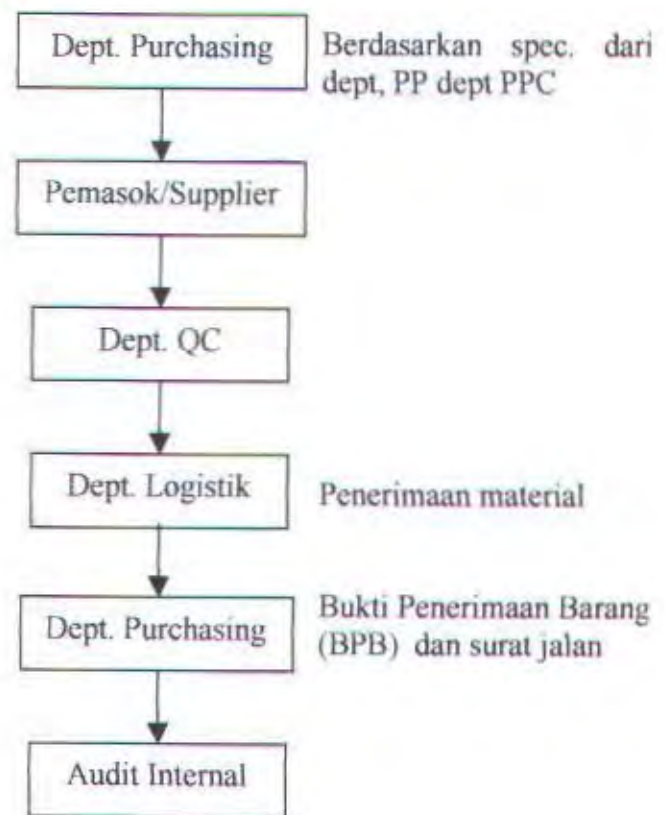 Dept. Purchasing
Berdasarkan spec. dari
dept, PP dept PPC
Pemasok/Supplier
Dept. QC
Dept. Logistik
Penerimaan material
Dept. Purchasing
Bukti Penerimaan Barang
(BPB) dan surat jalan
Audit Internal